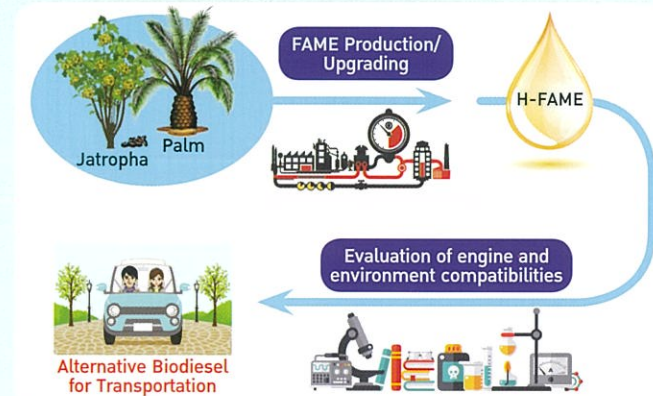 FAME Production/
Upgrading
H-FAME
Jatropha
Palm
Evaluation of engine and
environment compatibilities
Alternative Biodiesel
for Transportation